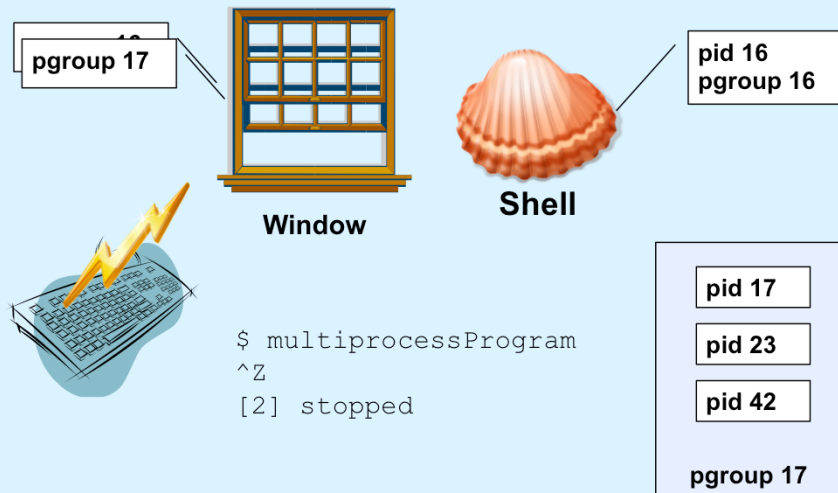 pgroup 17
pid 16
pgroup 16
Window
Shell
$ multiprocessProgram
^Z
[2] stopped
pid 17
pid 23
pid 42
pgroup 17